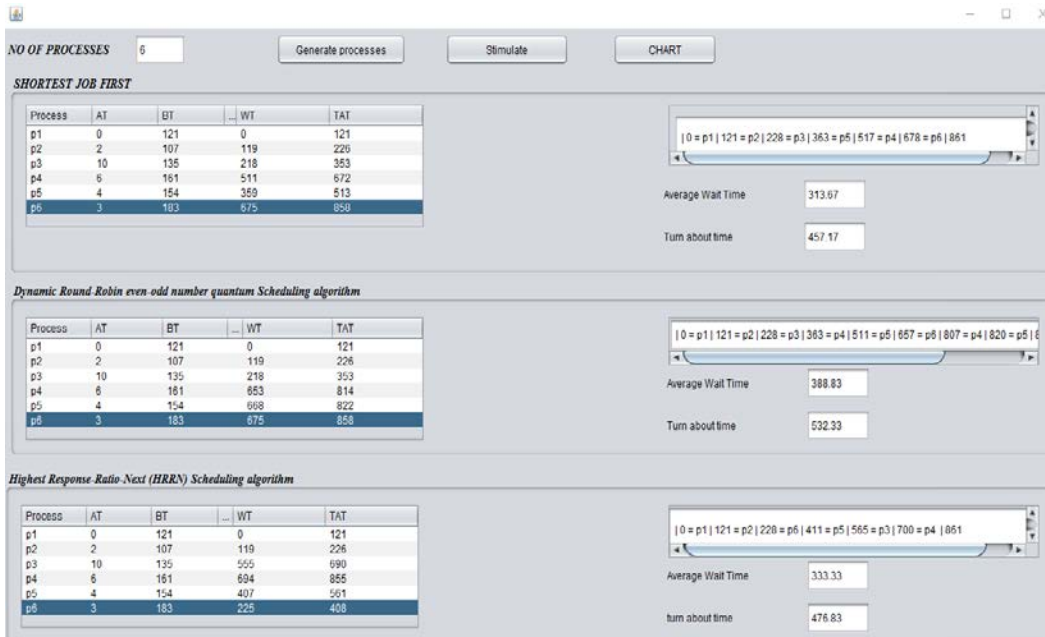 NO OF PROCESSES 6 Generate processes Stimulate CHART
SHORTEST JOB FIRST
Process AT BT ... WT TAT
p1 0 121 0 121
p2 2 107 119 226
p3 10 135 218 353
p4 6 161 511 672
p5 4 154 359 513
p6 3 183 675 858
| 0 = p1 | 121 = p2 | 228 = p3 | 363 = p5 | 517 = p4 | 678 = p6 | 861
Average Wait Time 313.67
Turn about time 457.17
Dynamic Round-Robin even-odd number quantum Scheduling algorithm
Process AT BT ... WT TAT
p1 0 121 0 121
p2 2 107 119 226
p3 10 135 218 353
p4 6 161 653 814
p5 4 154 668 822
p6 3 183 675 858
| 0 = p1 | 121 = p2 | 228 = p3 | 363 = p4 | 511 = p5 | 657 = p6 | 807 = p4 | 820 = p5 |
Average Wait Time 388.83
Turn about time 532.33
Highest Response-Ratio-Next (HRRN) Scheduling algorithm
Process AT BT ... WT TAT
p1 0 121 0 121
p2 2 107 119 226
p3 10 135 555 690
p4 6 161 694 855
p5 4 154 407 561
p6 3 183 225 408
| 0 = p1 | 121 = p2 | 228 = p6 | 411 = p5 | 565 = p3 | 700 = p4 | 861
Average Wait Time 333.33
turn about time 476.83